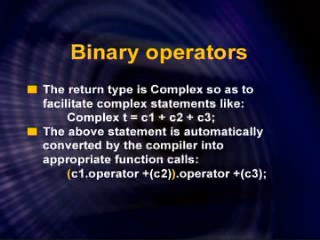 Binary operators
The return type is Complex so as to
facilitate complex statements like:
Complex t = c1 + c2 + c3;
The above statement is automatically
converted by the compiler into
appropriate function calls:
(c1.operator +(c2)).operator +(c3);